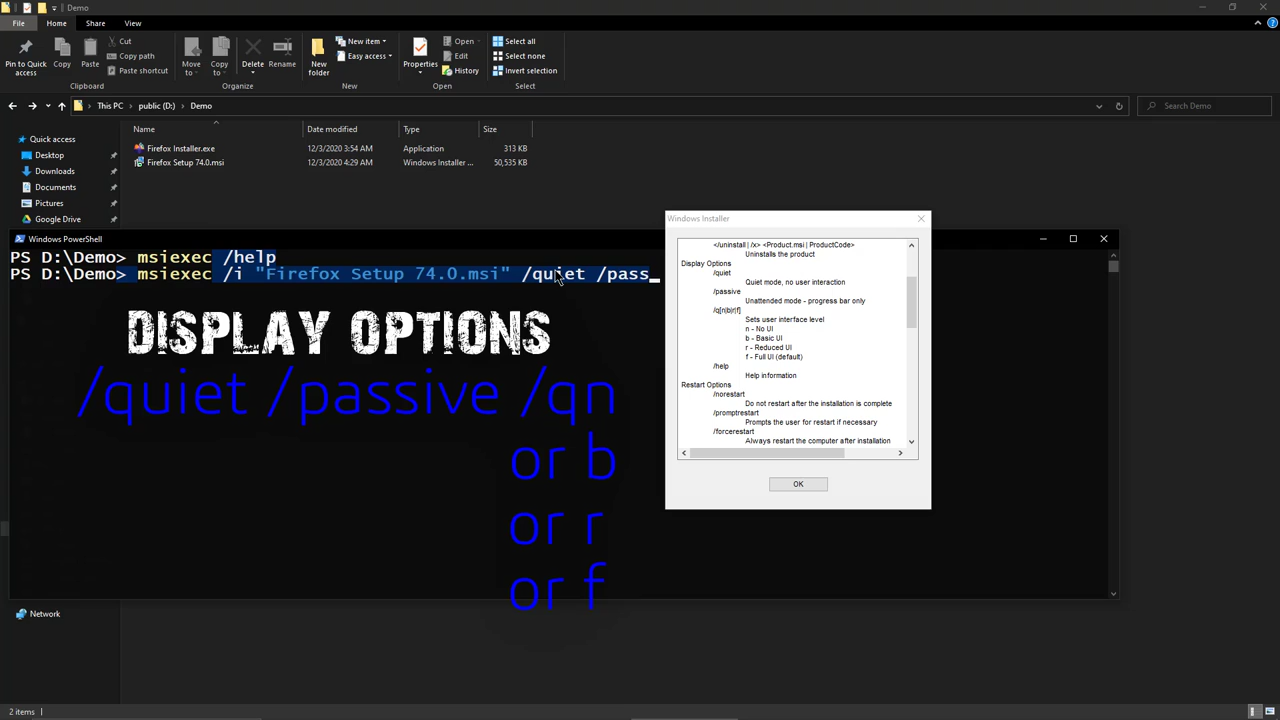 Demo
File Home Share View
Pin to Quick access
Copy
Paste
Cut
Copy path
Paste shortcut
Clipboard
Move to
Copy to
Delete
Rename
Organize
New folder
New item
Easy access
New
Properties
Open
Edit
History
Open
Select all
Select none
Invert selection
Select
This PC > public (D:) > Demo
Search Demo
Name Date modified Type Size
Firefox Installer.exe 12/3/2020 3:54 AM Application 313 KB
Firefox Setup 74.0.msi 12/3/2020 4:29 AM Windows Installer ... 50,535 KB
Quick access
Desktop
Downloads
Documents
Pictures
Google Drive
Network
Windows PowerShell
PS D:\Demo> msiexec /help
PS D:\Demo> msiexec /i "Firefox Setup 74.0.msi" /quiet /pass_
DISPLAY OPTIONS
/quiet /passive /qn
or b
or r
or f
Windows Installer
</uninstall | /x> <Product.msi | ProductCode>
Uninstalls the product
Display Options
/quiet
Quiet mode, no user interaction
/passive
Unattended mode - progress bar only
/q[n|b|r|f]
Sets user interface level
n - No UI
b - Basic UI
r - Reduced UI
f - Full UI (default)
/help
Help information
Restart Options
/norestart
Do not restart after the installation is complete
/promptrestart
Prompts the user for restart if necessary
/forcerestart
Always restart the computer after installation
OK
2 items